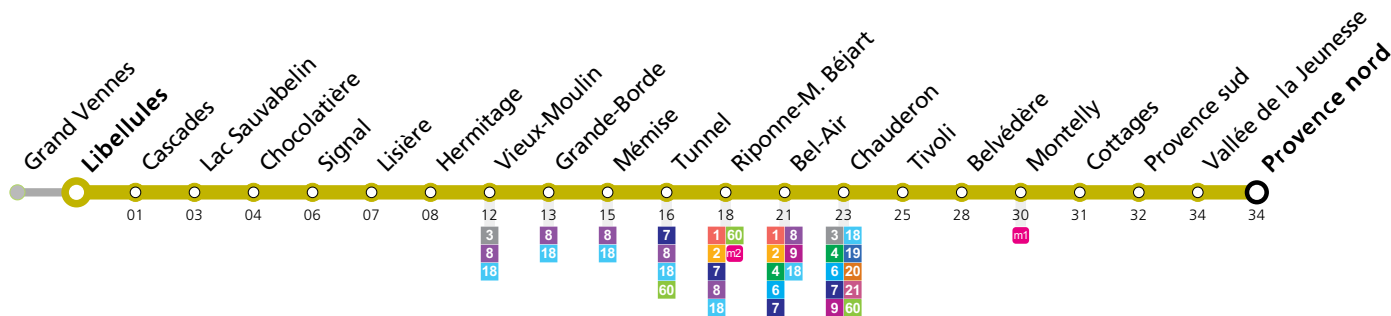 Grand Vennes
Libellules
Cascades
Lac Sauvabelin
Chocolatière
Signal
Lisière
Hermitage
Vieux-Moulin
Grande-Borde
Mémise
Tunnel
Riponne-M. Béjart
Bel-Air
Chauderon
Tivoli
Belvédère
Montelly
Cottages
Provence sud
Vallée de la Jeunesse
Provence nord
01 03 04 06 07 08 12 13 15 16 18 21 23 25 28 30 31 32 34 34
3 8 8 7 1 60 1 8 3 18 m1
8 18 18 8 2 m2 2 9 4 19
18 18 7 4 18 6 20
60 8 6 7 21
18 7 9 60